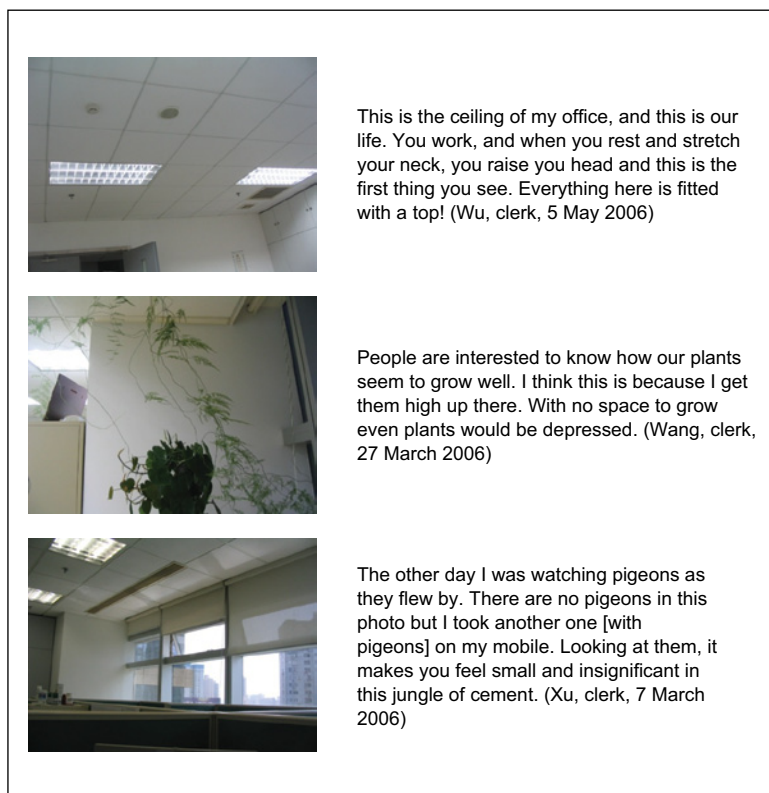 This is the ceiling of my office, and this is our
life. You work, and when you rest and stretch
your neck, you raise you head and this is the
first thing you see. Everything here is fitted
with a top! (Wu, clerk, 5 May 2006)
People are interested to know how our plants
seem to grow well. I think this is because I get
them high up there. With no space to grow
even plants would be depressed. (Wang, clerk,
27 March 2006)
The other day I was watching pigeons as
they flew by. There are no pigeons in this
photo but I took another one [with
pigeons] on my mobile. Looking at them, it
makes you feel small and insignificant in
this jungle of cement. (Xu, clerk, 7 March
2006)